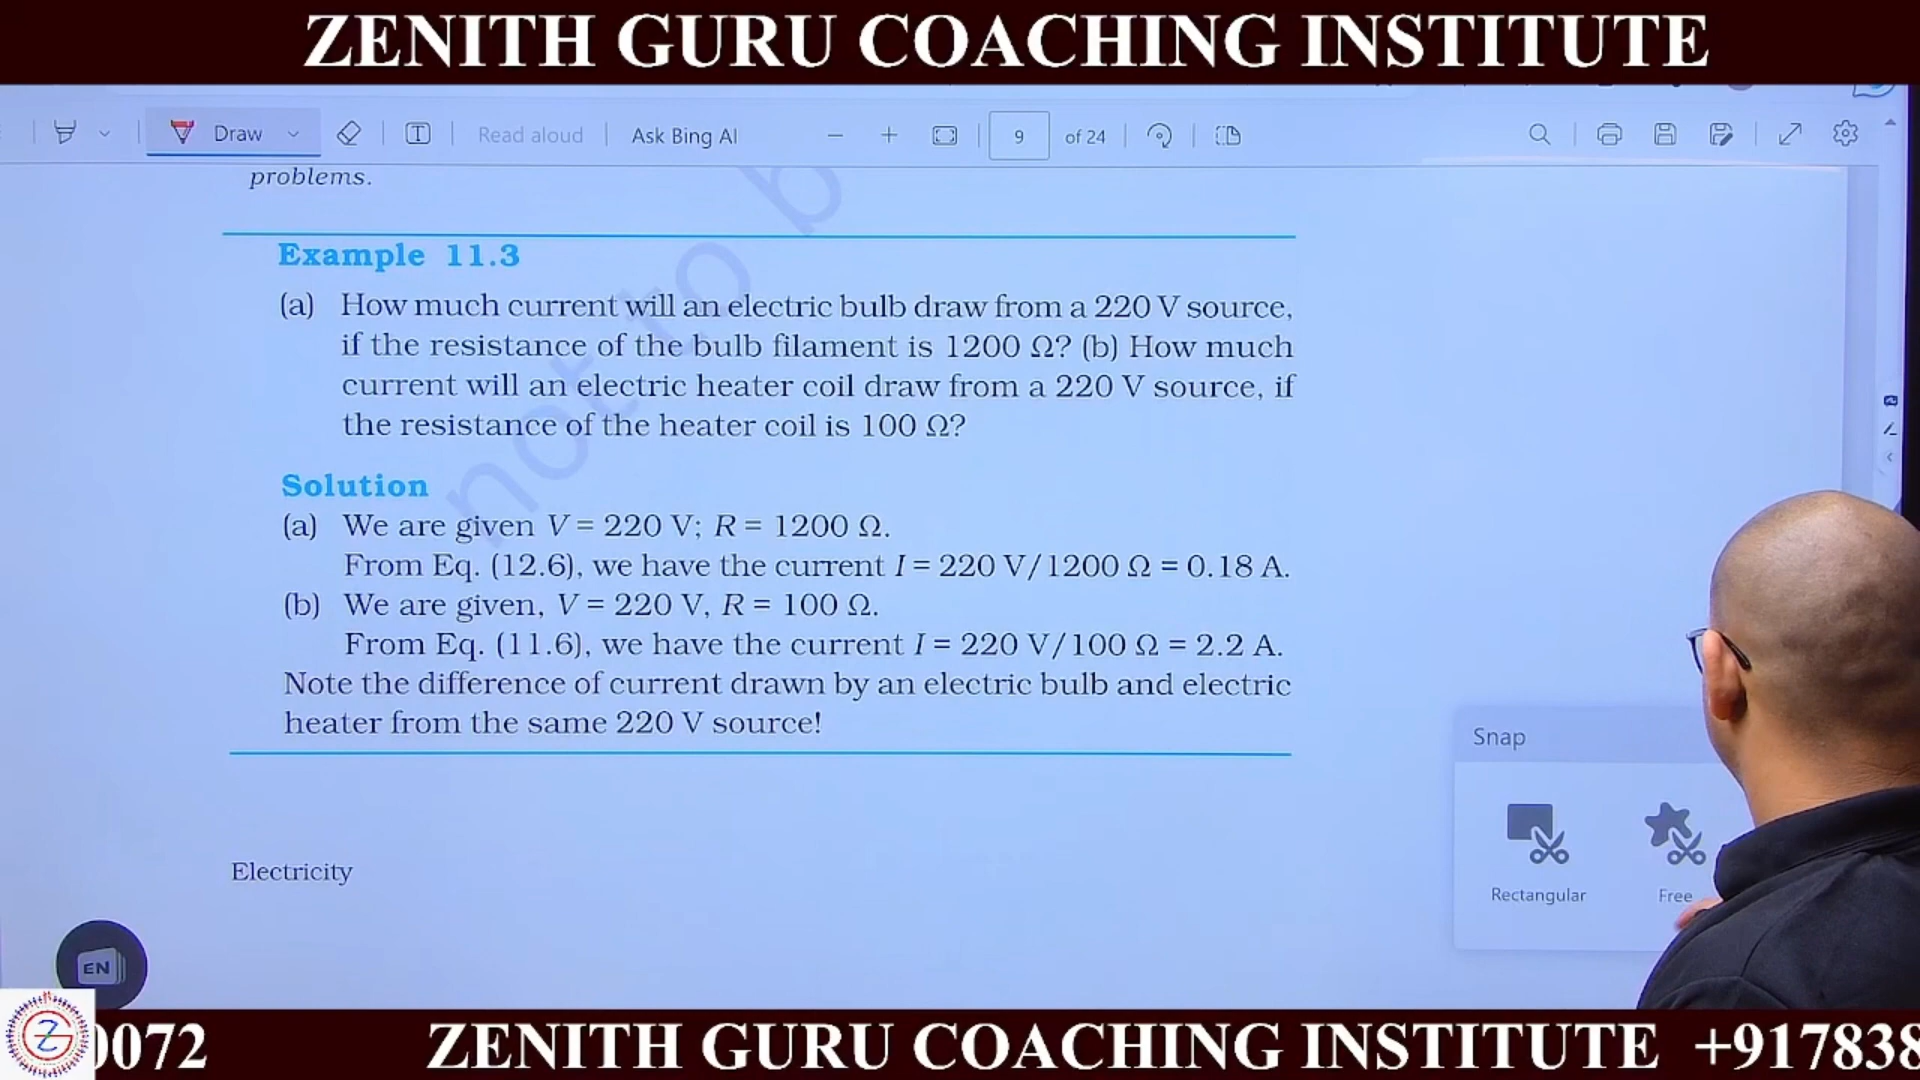 ZENITH GURU COACHING INSTITUTE
Draw
Read aloud
Ask Bing AI
9 of 24
problems.
Example 11.3
(a) How much current will an electric bulb draw from a 220 V source,
if the resistance of the bulb filament is 1200 Ω? (b) How much
current will an electric heater coil draw from a 220 V source, if
the resistance of the heater coil is 100 Ω?
Solution
(a) We are given V = 220 V; R = 1200 Ω.
From Eq. (12.6), we have the current I = 220 V/1200 Ω = 0.18 A.
(b) We are given, V = 220 V, R = 100 Ω.
From Eq. (11.6), we have the current I = 220 V/100 Ω = 2.2 A.
Note the difference of current drawn by an electric bulb and electric
heater from the same 220 V source!
not to b
Snap
Rectangular
Free
Electricity
EN
0072 ZENITH GURU COACHING INSTITUTE +917838